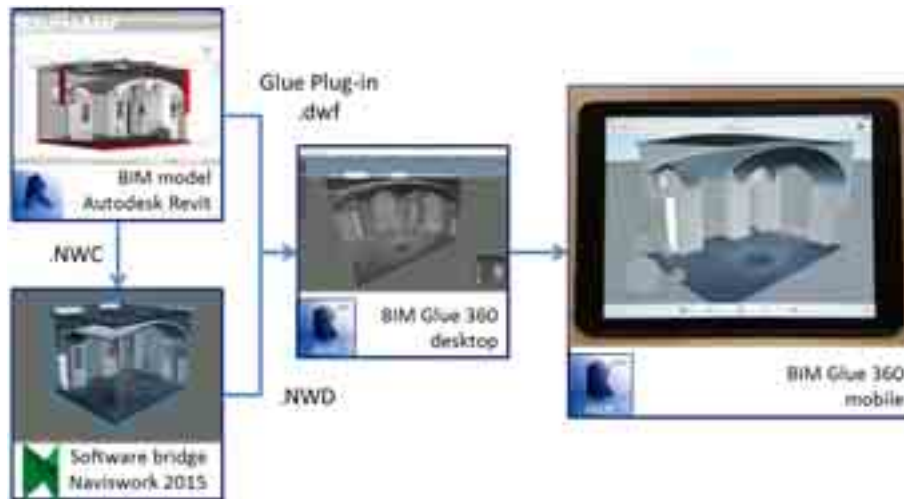 BIM model
Autodesk Revit
Glue Plug-in
.dwf
.NWC
BIM Glue 360
desktop
.NWD
Software bridge
Naviswork 2015
BIM Glue 360
mobile